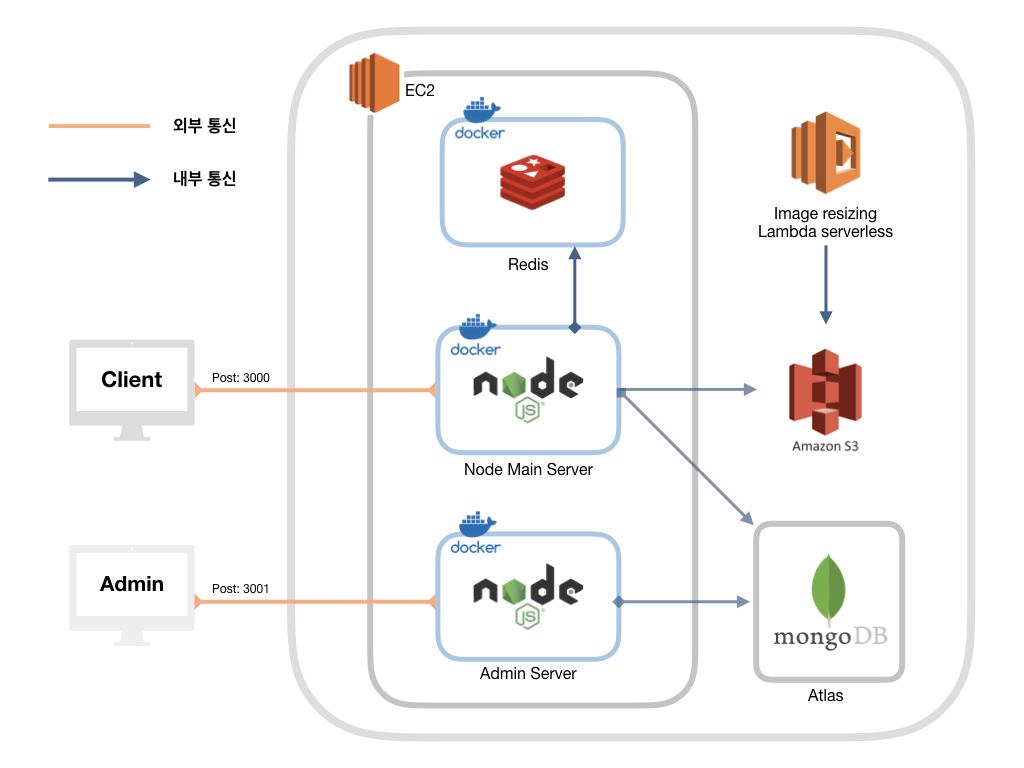 EC2
외부 통신
내부 통신
docker
Redis
Image resizing
Lambda serverless
Client
Post: 3000
docker
node
JS
Node Main Server
Amazon S3
Admin
Post: 3001
docker
node
JS
Admin Server
mongoDB
Atlas